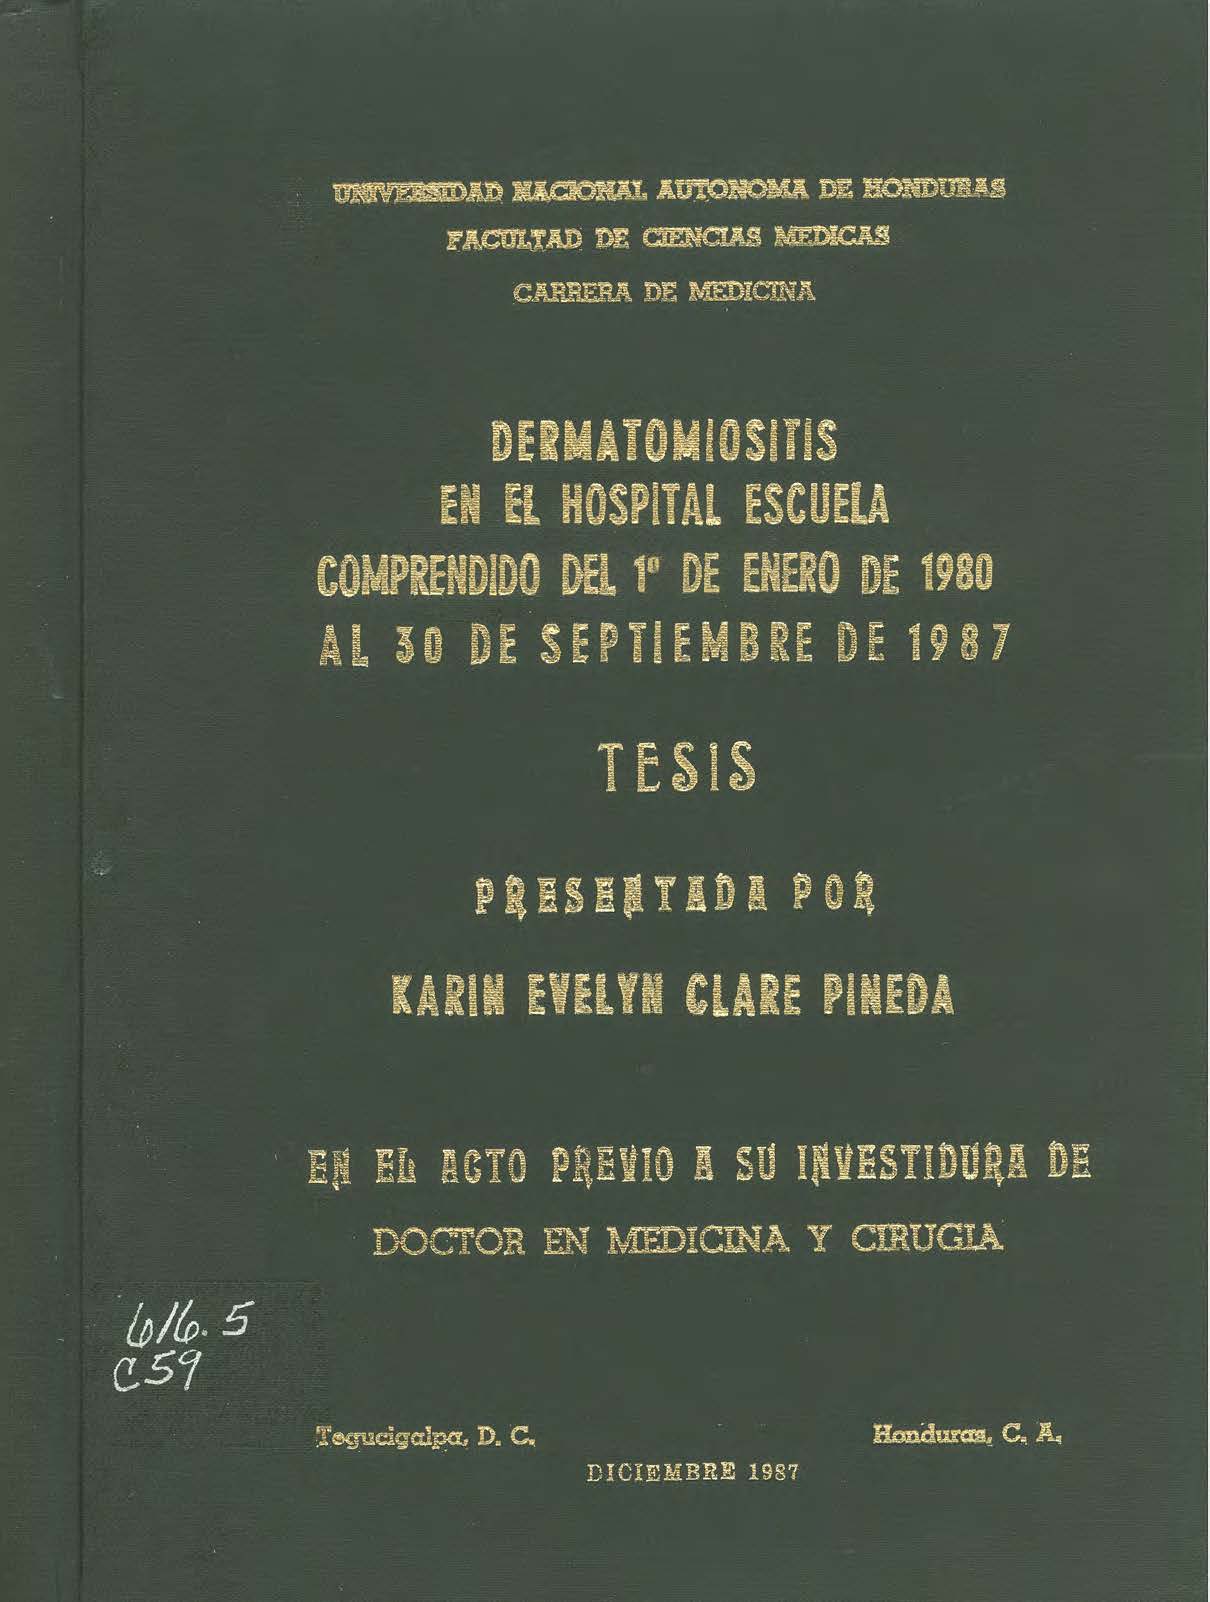 UNIVERSIDAD NACIONAL AUTONOMA DE HONDURAS
FACULTAD DE CIENCIAS MEDICAS
CARRERA DE MEDICINA
DERMATOMIOSITIS
EN EL HOSPITAL ESCUELA
COMPRENDIDO DEL 1º DE ENERO DE 1980
AL 30 DE SEPTIEMBRE DE 1987
TESIS
PRESENTADA POR
KARIN EVELYN CLARE PINEDA
EN EL ACTO PREVIO A SU INVESTIDURA DE
DOCTOR EN MEDICINA Y CIRUGIA
616.5
C59
Tegucigalpa, D. C. Honduras, C. A.
DICIEMBRE 1987